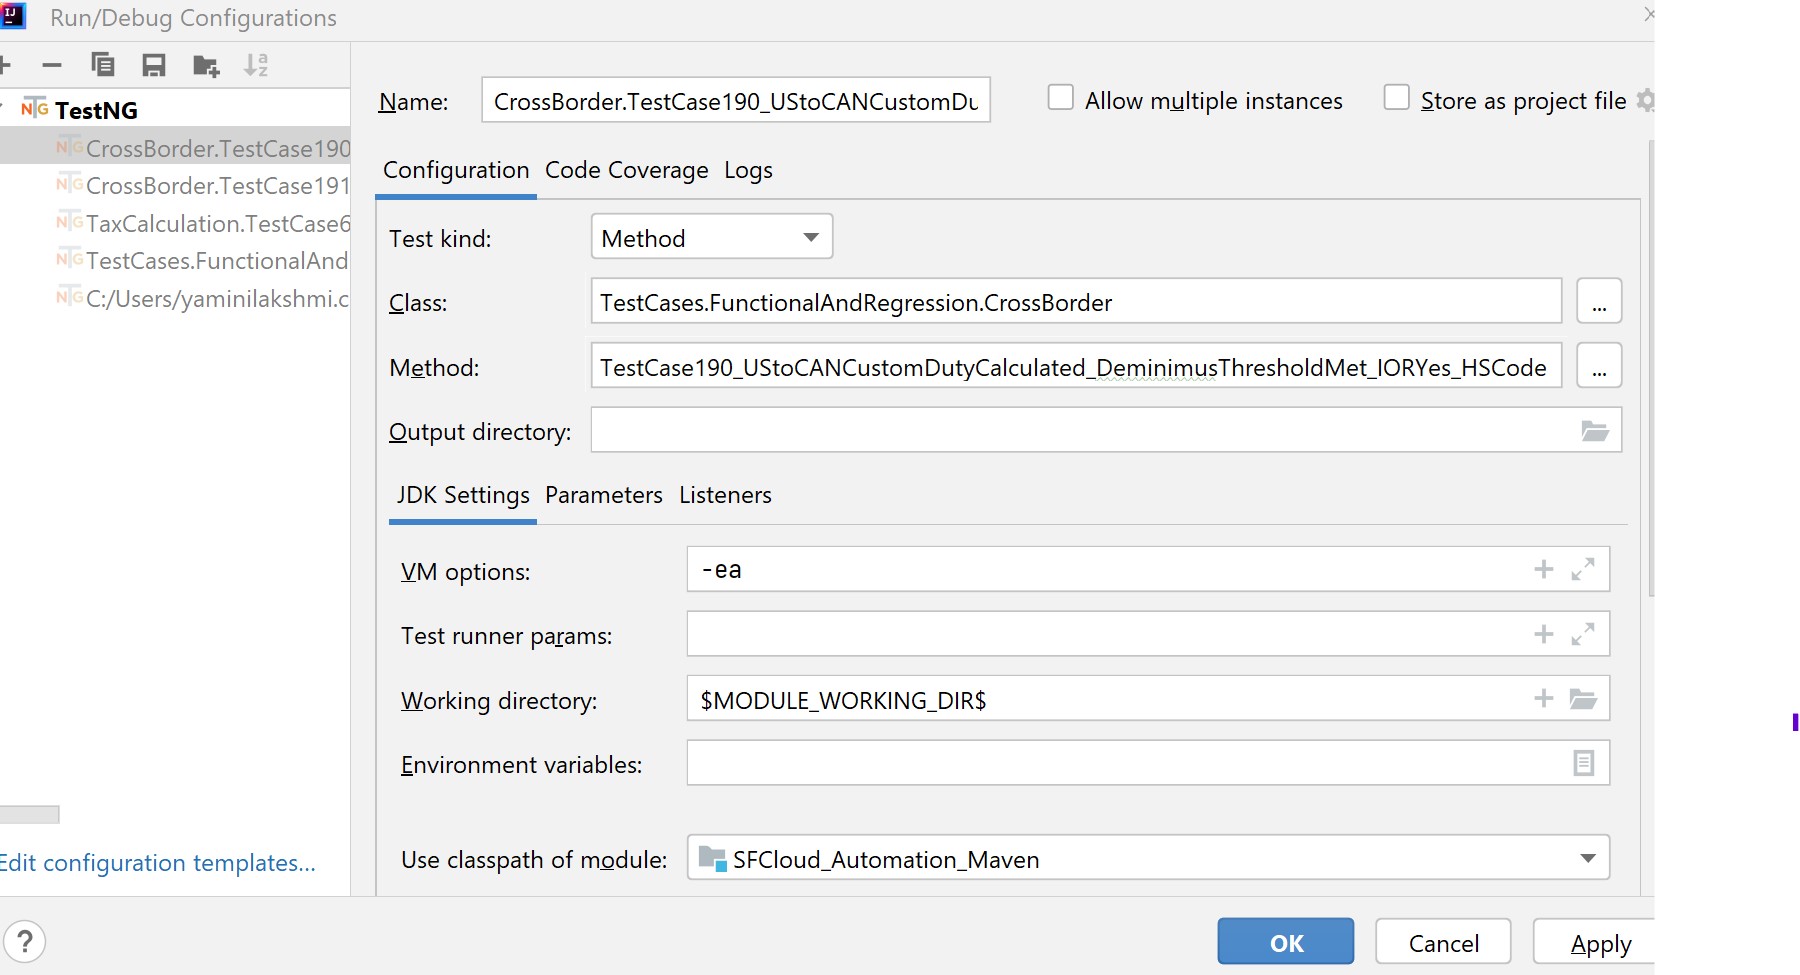 Run/Debug Configurations
TestNG
CrossBorder.TestCase190
CrossBorder.TestCase191
TaxCalculation.TestCase6
TestCases.FunctionalAnd
C:/Users/yaminilakshmi.c
Edit configuration templates...
Name: CrossBorder.TestCase190_UStoCANCustomDu
Allow multiple instances
Store as project file
Configuration Code Coverage Logs
Test kind: Method
Class: TestCases.FunctionalAndRegression.CrossBorder ...
Method: TestCase190_UStoCANCustomDutyCalculated_DeminimusThresholdMet_IORYes_HSCode ...
Output directory:
JDK Settings Parameters Listeners
VM options: -ea
Test runner params:
Working directory: $MODULE_WORKING_DIR$
Environment variables:
Use classpath of module: SFCloud_Automation_Maven
? OK Cancel Apply